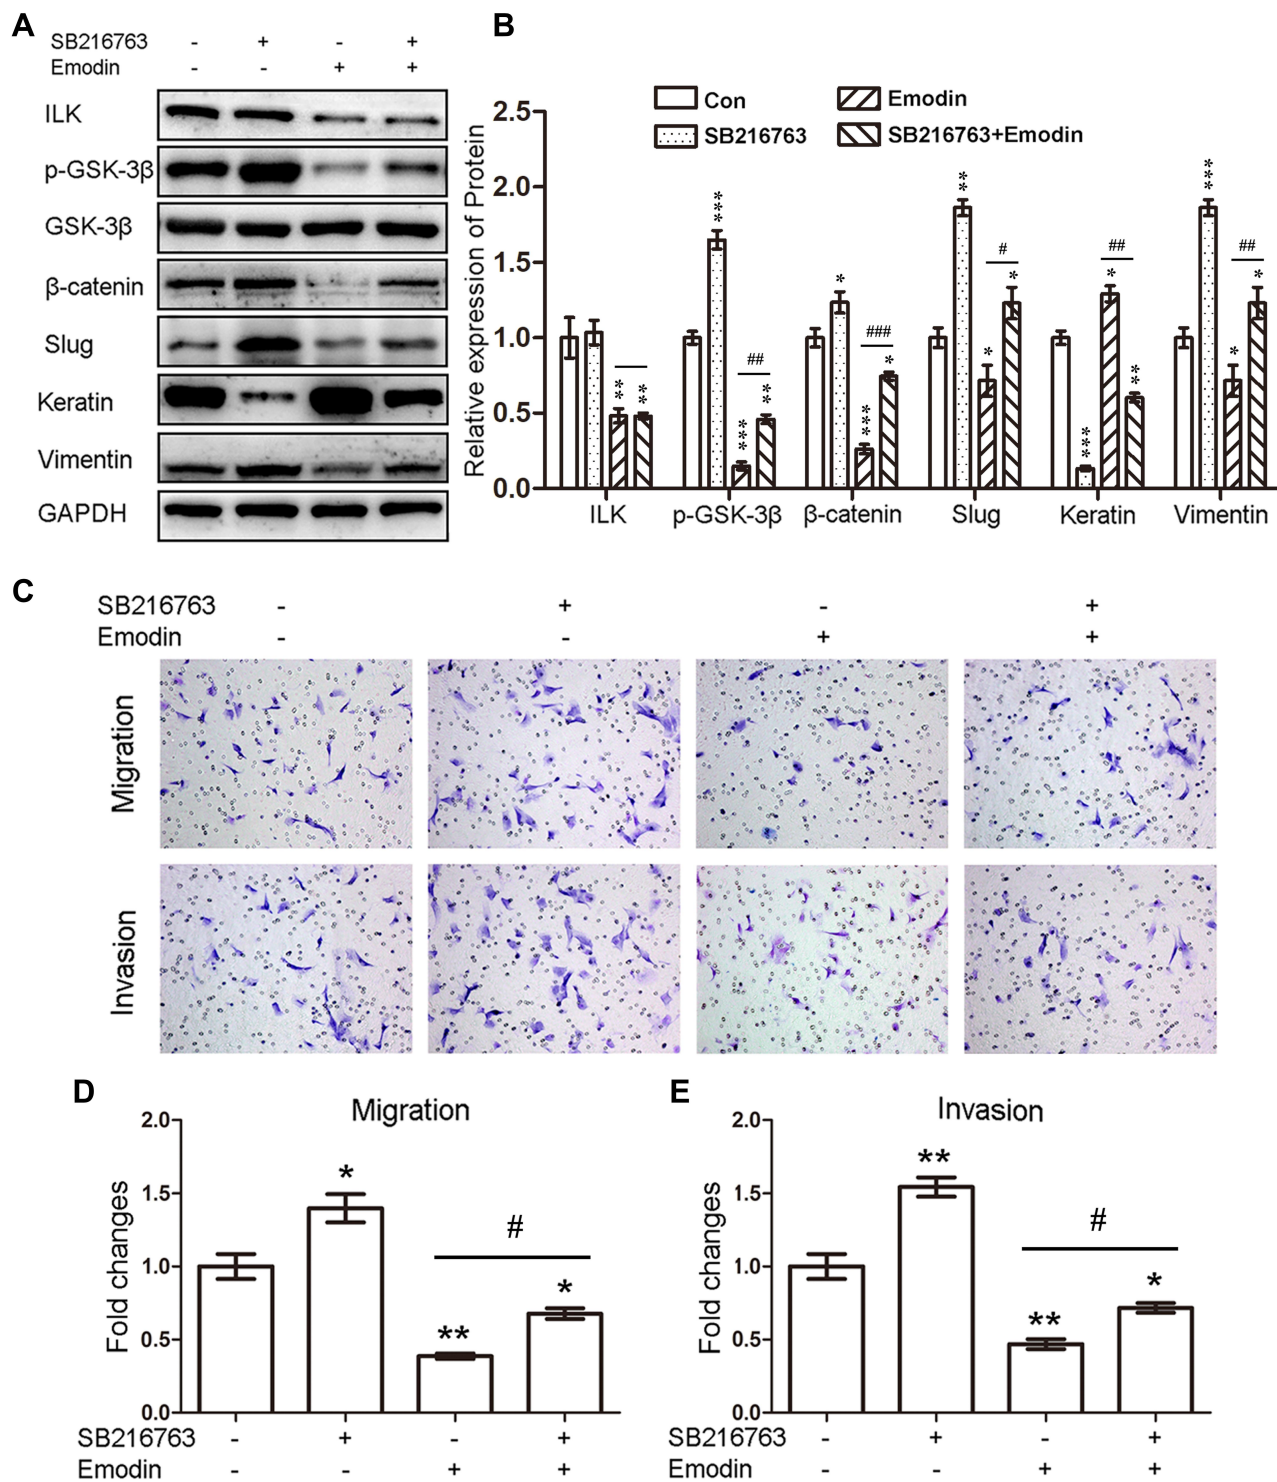 A
SB216763 - + - +
Emodin - - + +
ILK
p-GSK-3β
GSK-3β
β-catenin
Slug
Keratin
Vimentin
GAPDH
B
Con
SB216763
Emodin
SB216763+Emodin
Relative expression of Protein
2.5
2.0
1.5
1.0
0.5
0.0
** **
*** *** ** ##
* *** * ###
** * * #
*** * ** ##
*** * * ##
ILK p-GSK-3β β-catenin Slug Keratin Vimentin
C
SB216763 - + - +
Emodin - - + +
Migration
Invasion
D
Migration
Fold changes
2.0
1.5
1.0
0.5
0.0
*
**
*
#
SB216763 - + - +
Emodin - - + +
E
Invasion
Fold changes
2.0
1.5
1.0
0.5
0.0
**
**
*
#
SB216763 - + - +
Emodin - - + +